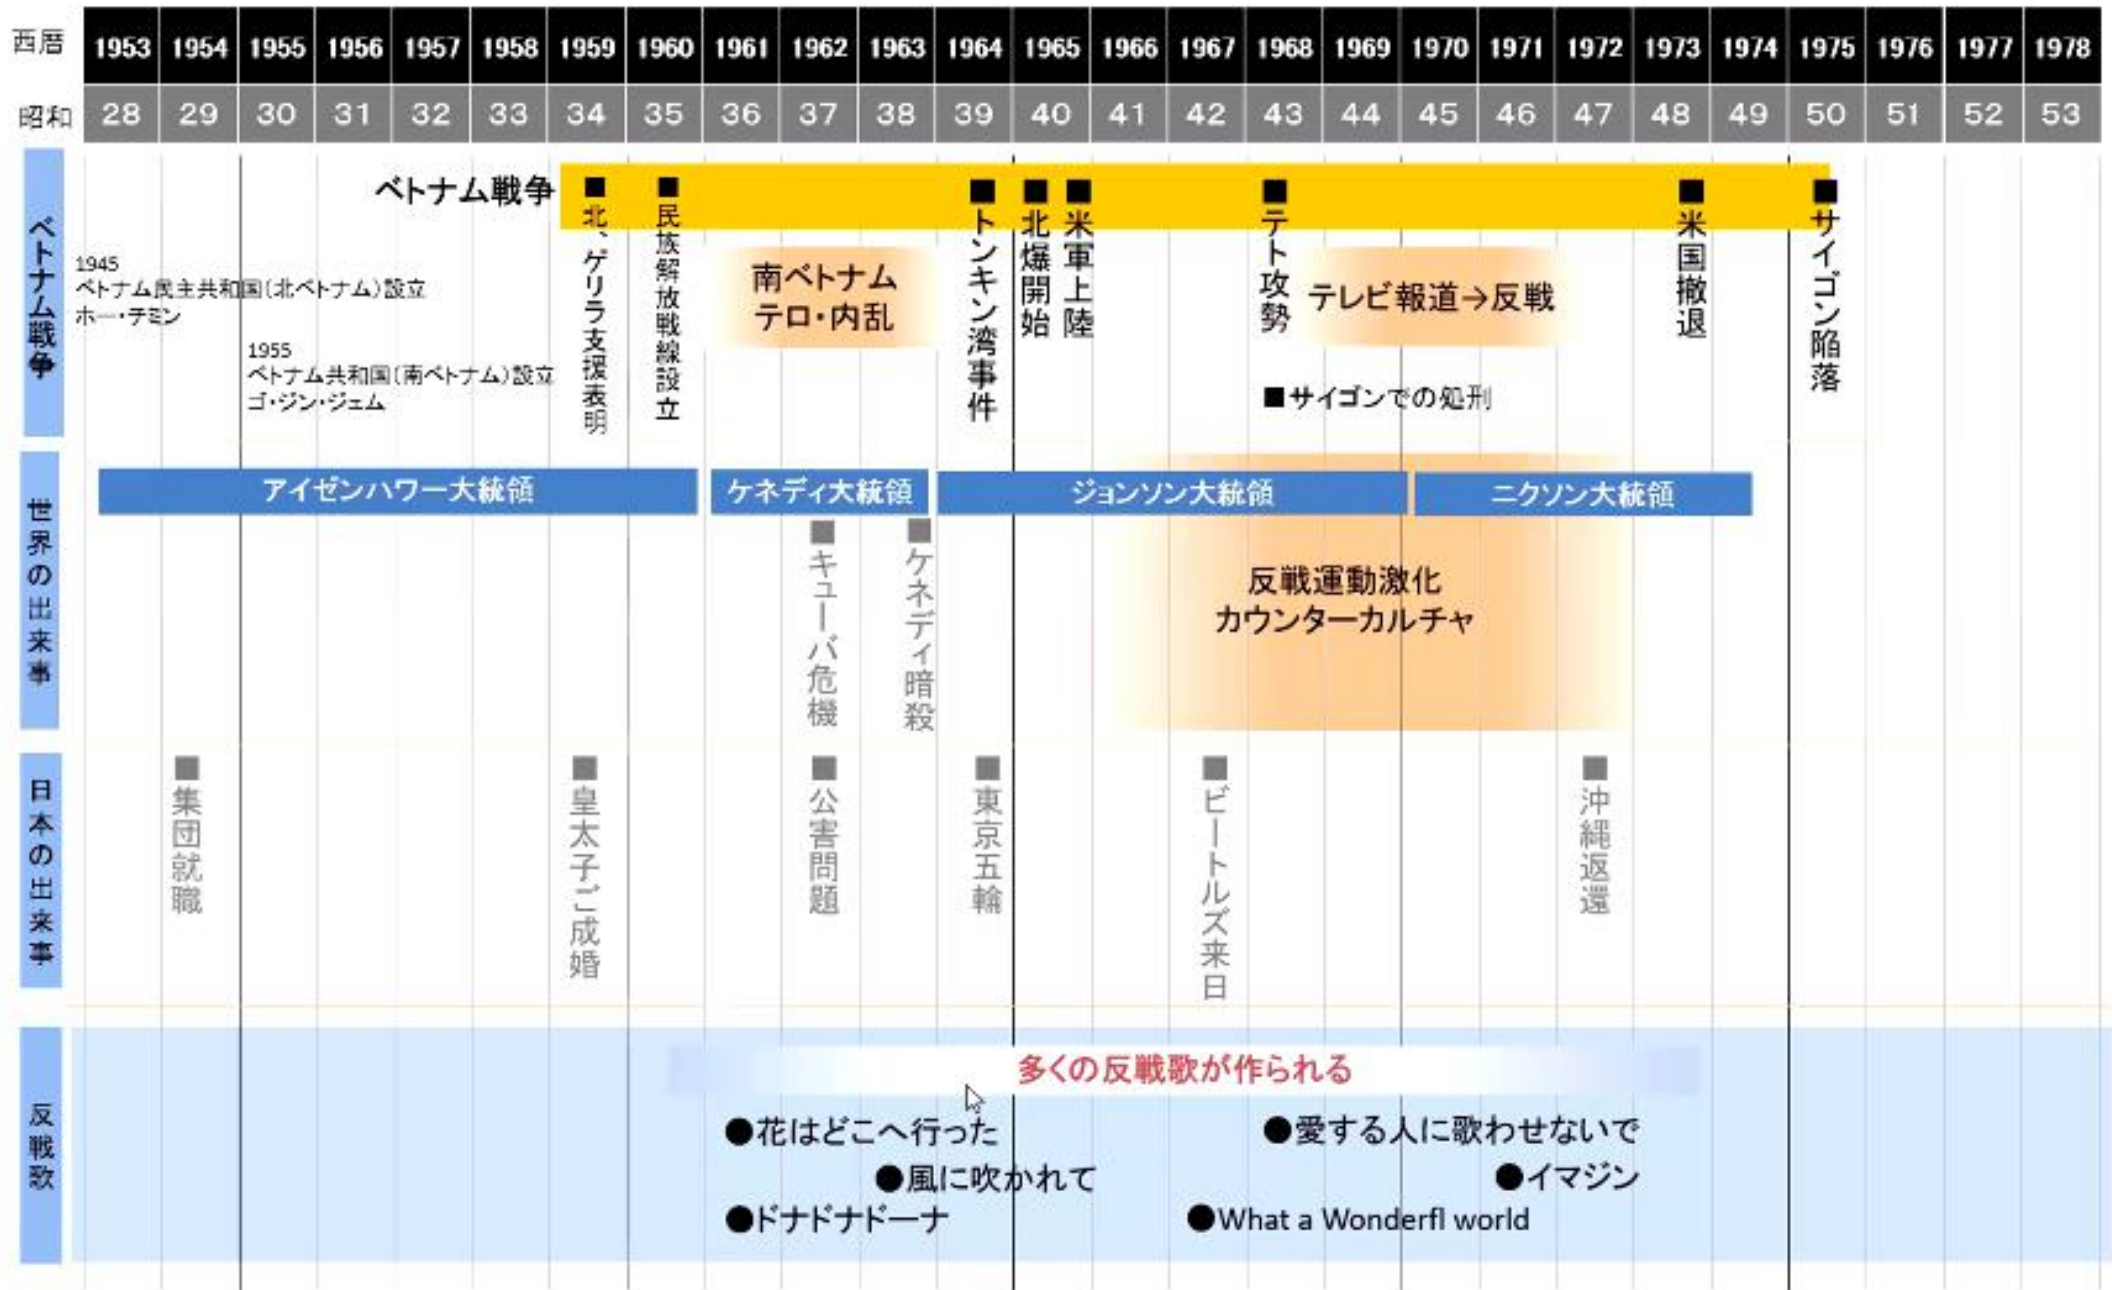 西暦 1953 1954 1955 1956 1957 1958 1959 1960 1961 1962 1963 1964 1965 1966 1967 1968 1969 1970 1971 1972 1973 1974 1975 1976 1977 1978
昭和 28 29 30 31 32 33 34 35 36 37 38 39 40 41 42 43 44 45 46 47 48 49 50 51 52 53
ベトナム戦争
ベトナム戦争
1945
ベトナム民主共和国(北ベトナム)設立
ホー・チミン
1955
ベトナム共和国(南ベトナム)設立
ゴ・ジン・ジェム
■北、ゲリラ支援表明
■民族解放戦線設立
南ベトナム
テロ・内乱
■トンキン湾事件
■北爆開始
■米軍上陸
■テト攻勢
テレビ報道→反戦
■サイゴンでの処刑
■米国撤退
■サイゴン陥落
世界の出来事
アイゼンハワー大統領
ケネディ大統領
ジョンソン大統領
ニクソン大統領
■キューバ危機
■ケネディ暗殺
反戦運動激化
カウンターカルチャ
日本の出来事
■集団就職
■皇太子ご成婚
■公害問題
■東京五輪
■ビートルズ来日
■沖縄返還
反戦歌
多くの反戦歌が作られる
●花はどこへ行った
●愛する人に歌わせないで
●風に吹かれて
●イマジン
●ドナドナドーナ
●What a Wonderfl world